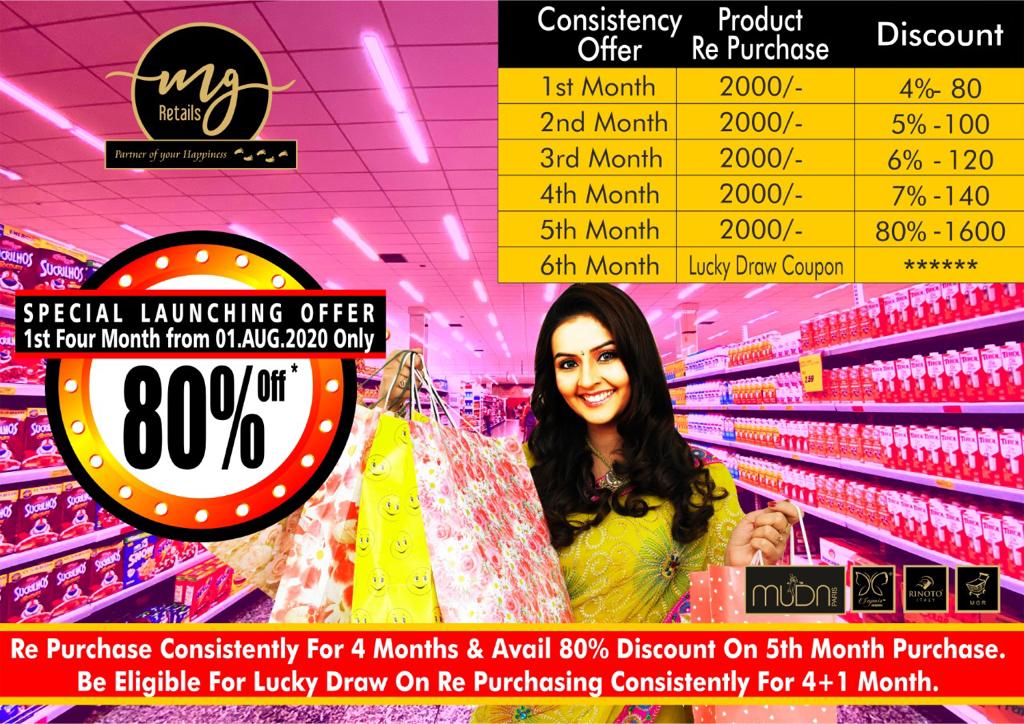 mg
Retails
Partner of your Happiness
Consistency Offer Product Re Purchase Discount
1st Month 2000/- 4%- 80
2nd Month 2000/- 5% -100
3rd Month 2000/- 6% - 120
4th Month 2000/- 7% -140
5th Month 2000/- 80% -1600
6th Month Lucky Draw Coupon ******
SPECIAL LAUNCHING OFFER
1st Four Month from 01.AUG.2020 Only
80% Off *
SUCRILHOS
SUCRILHOS
MUDN PARIS
RINOTO
ITALY
MGR
Re Purchase Consistently For 4 Months & Avail 80% Discount On 5th Month Purchase.
Be Eligible For Lucky Draw On Re Purchasing Consistently For 4+1 Month.